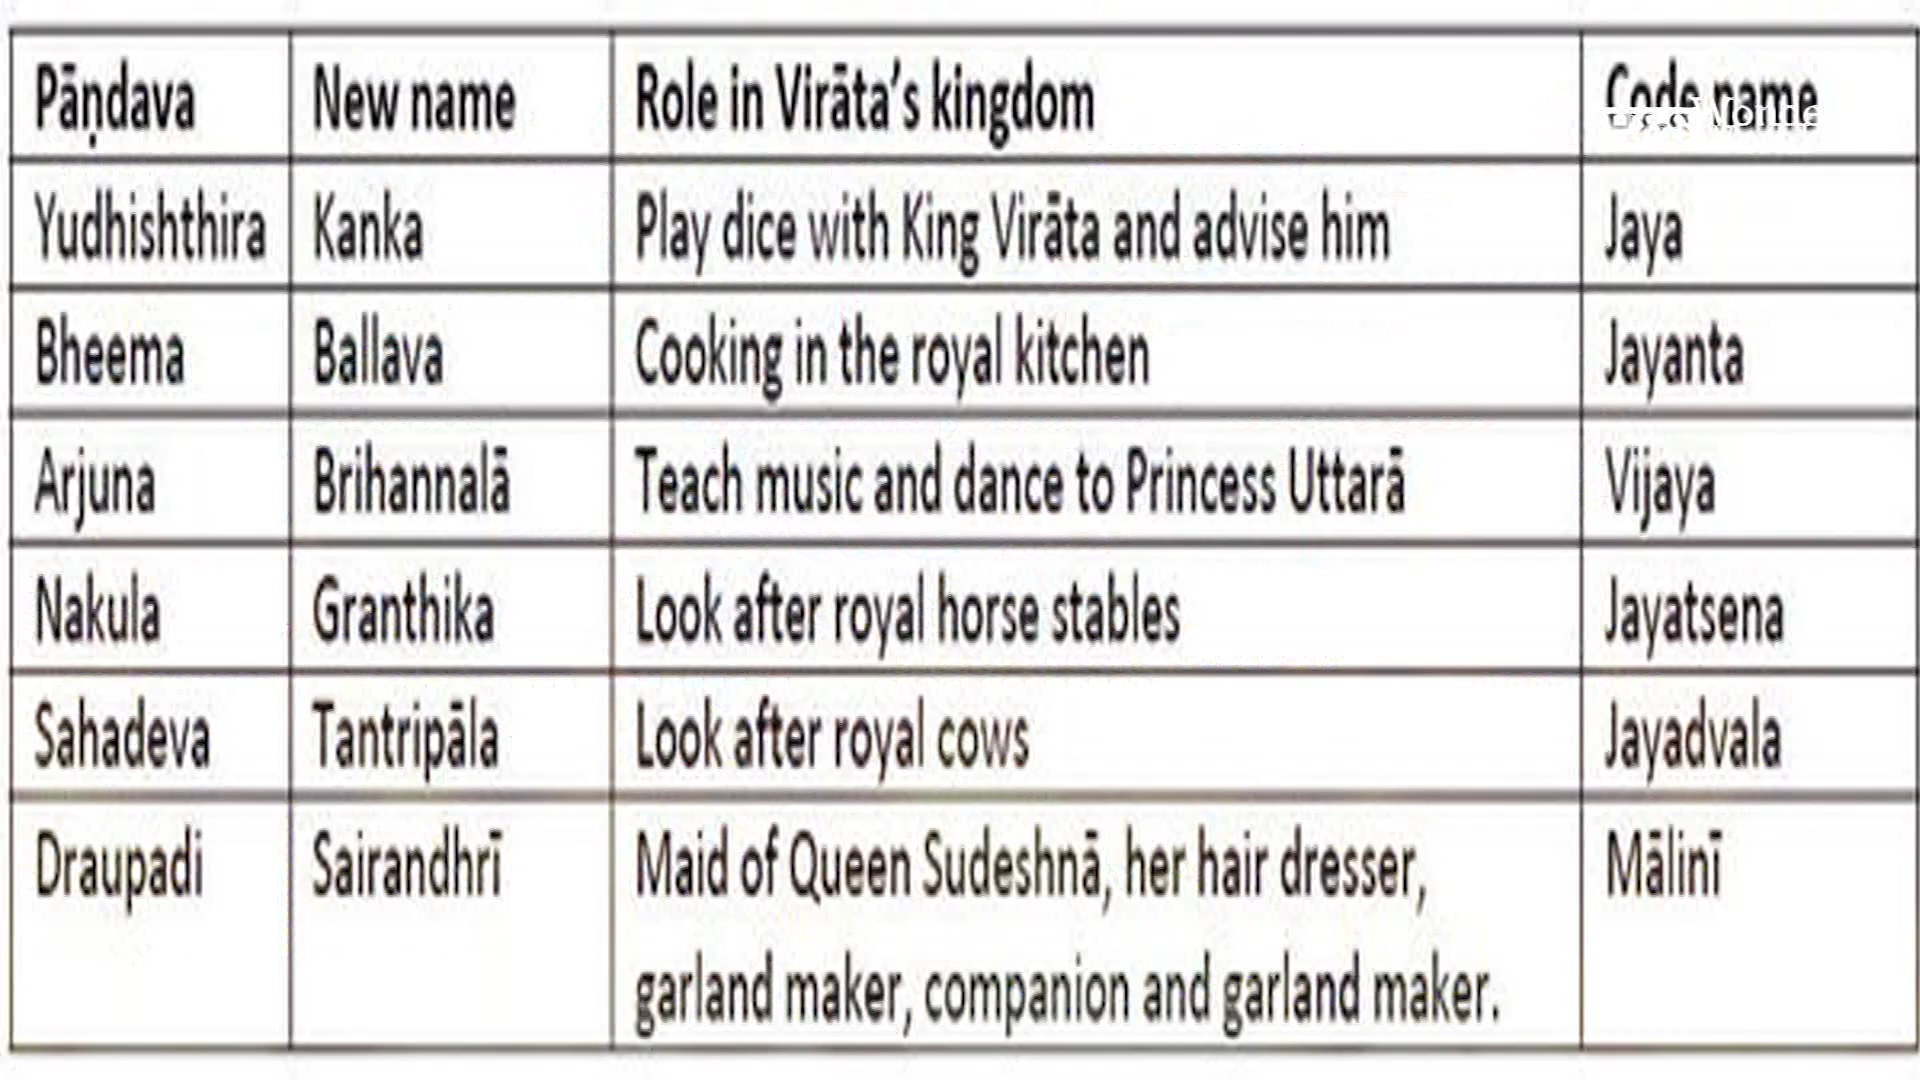 Pāṇdava New name Role in Virāta’s kingdom Code name
Yudhishthira Kanka Play dice with King Virāta and advise him Jaya
Bheema Ballava Cooking in the royal kitchen Jayanta
Arjuna Brihannalā Teach music and dance to Princess Uttarā Vijaya
Nakula Granthika Look after royal horse stables Jayatsena
Sahadeva Tantripāla Look after royal cows Jayadvala
Draupadi Sairandhrī Maid of Queen Sudeshnā, her hair dresser, Mālinī
garland maker, companion and garland maker.